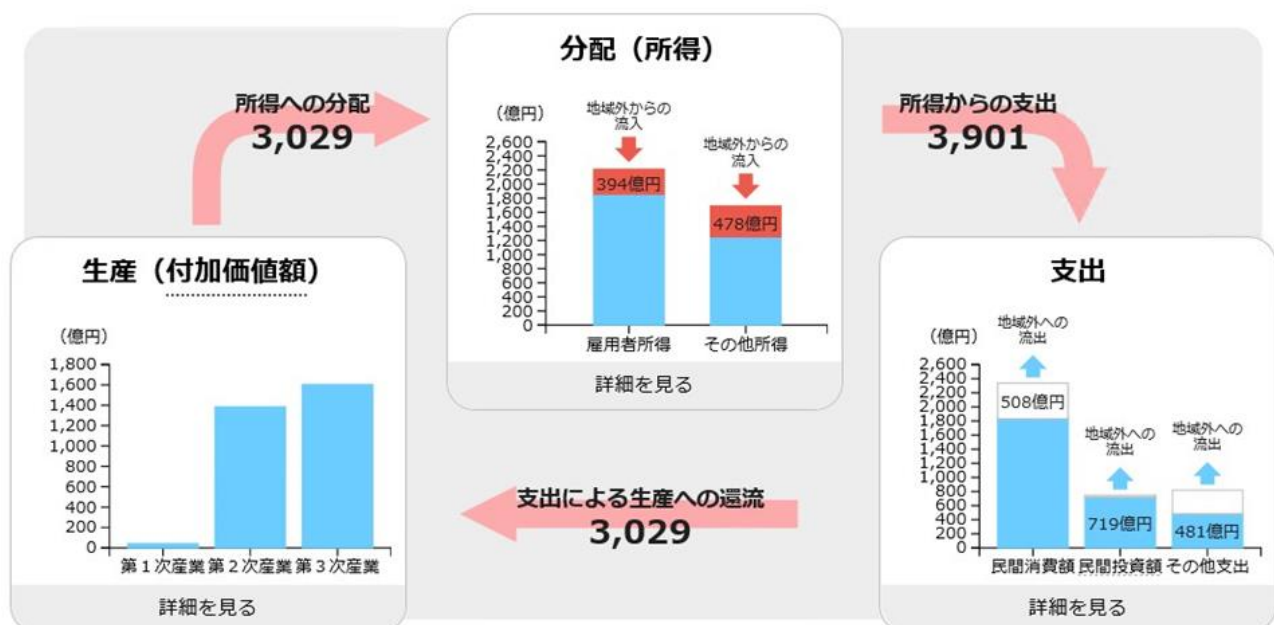 分配（所得）
所得への分配
3,029
（億円）
地域外からの
流入
地域外からの
流入
2,600
2,400
2,200
2,000
1,800
1,600
1,400
1,200
1,000
800
600
400
200
0
394億円
478億円
雇用者所得 その他所得
詳細を見る
所得からの支出
3,901
生産（付加価値額）
（億円）
1,800
1,600
1,400
1,200
1,000
800
600
400
200
0
第１次産業 第２次産業 第３次産業
詳細を見る
支出による生産への還流
3,029
支出
（億円）
地域外への
流出
地域外への
流出
地域外への
流出
2,600
2,400
2,200
2,000
1,800
1,600
1,400
1,200
1,000
800
600
400
200
0
508億円
719億円
481億円
民間消費額 民間投資額 その他支出
詳細を見る